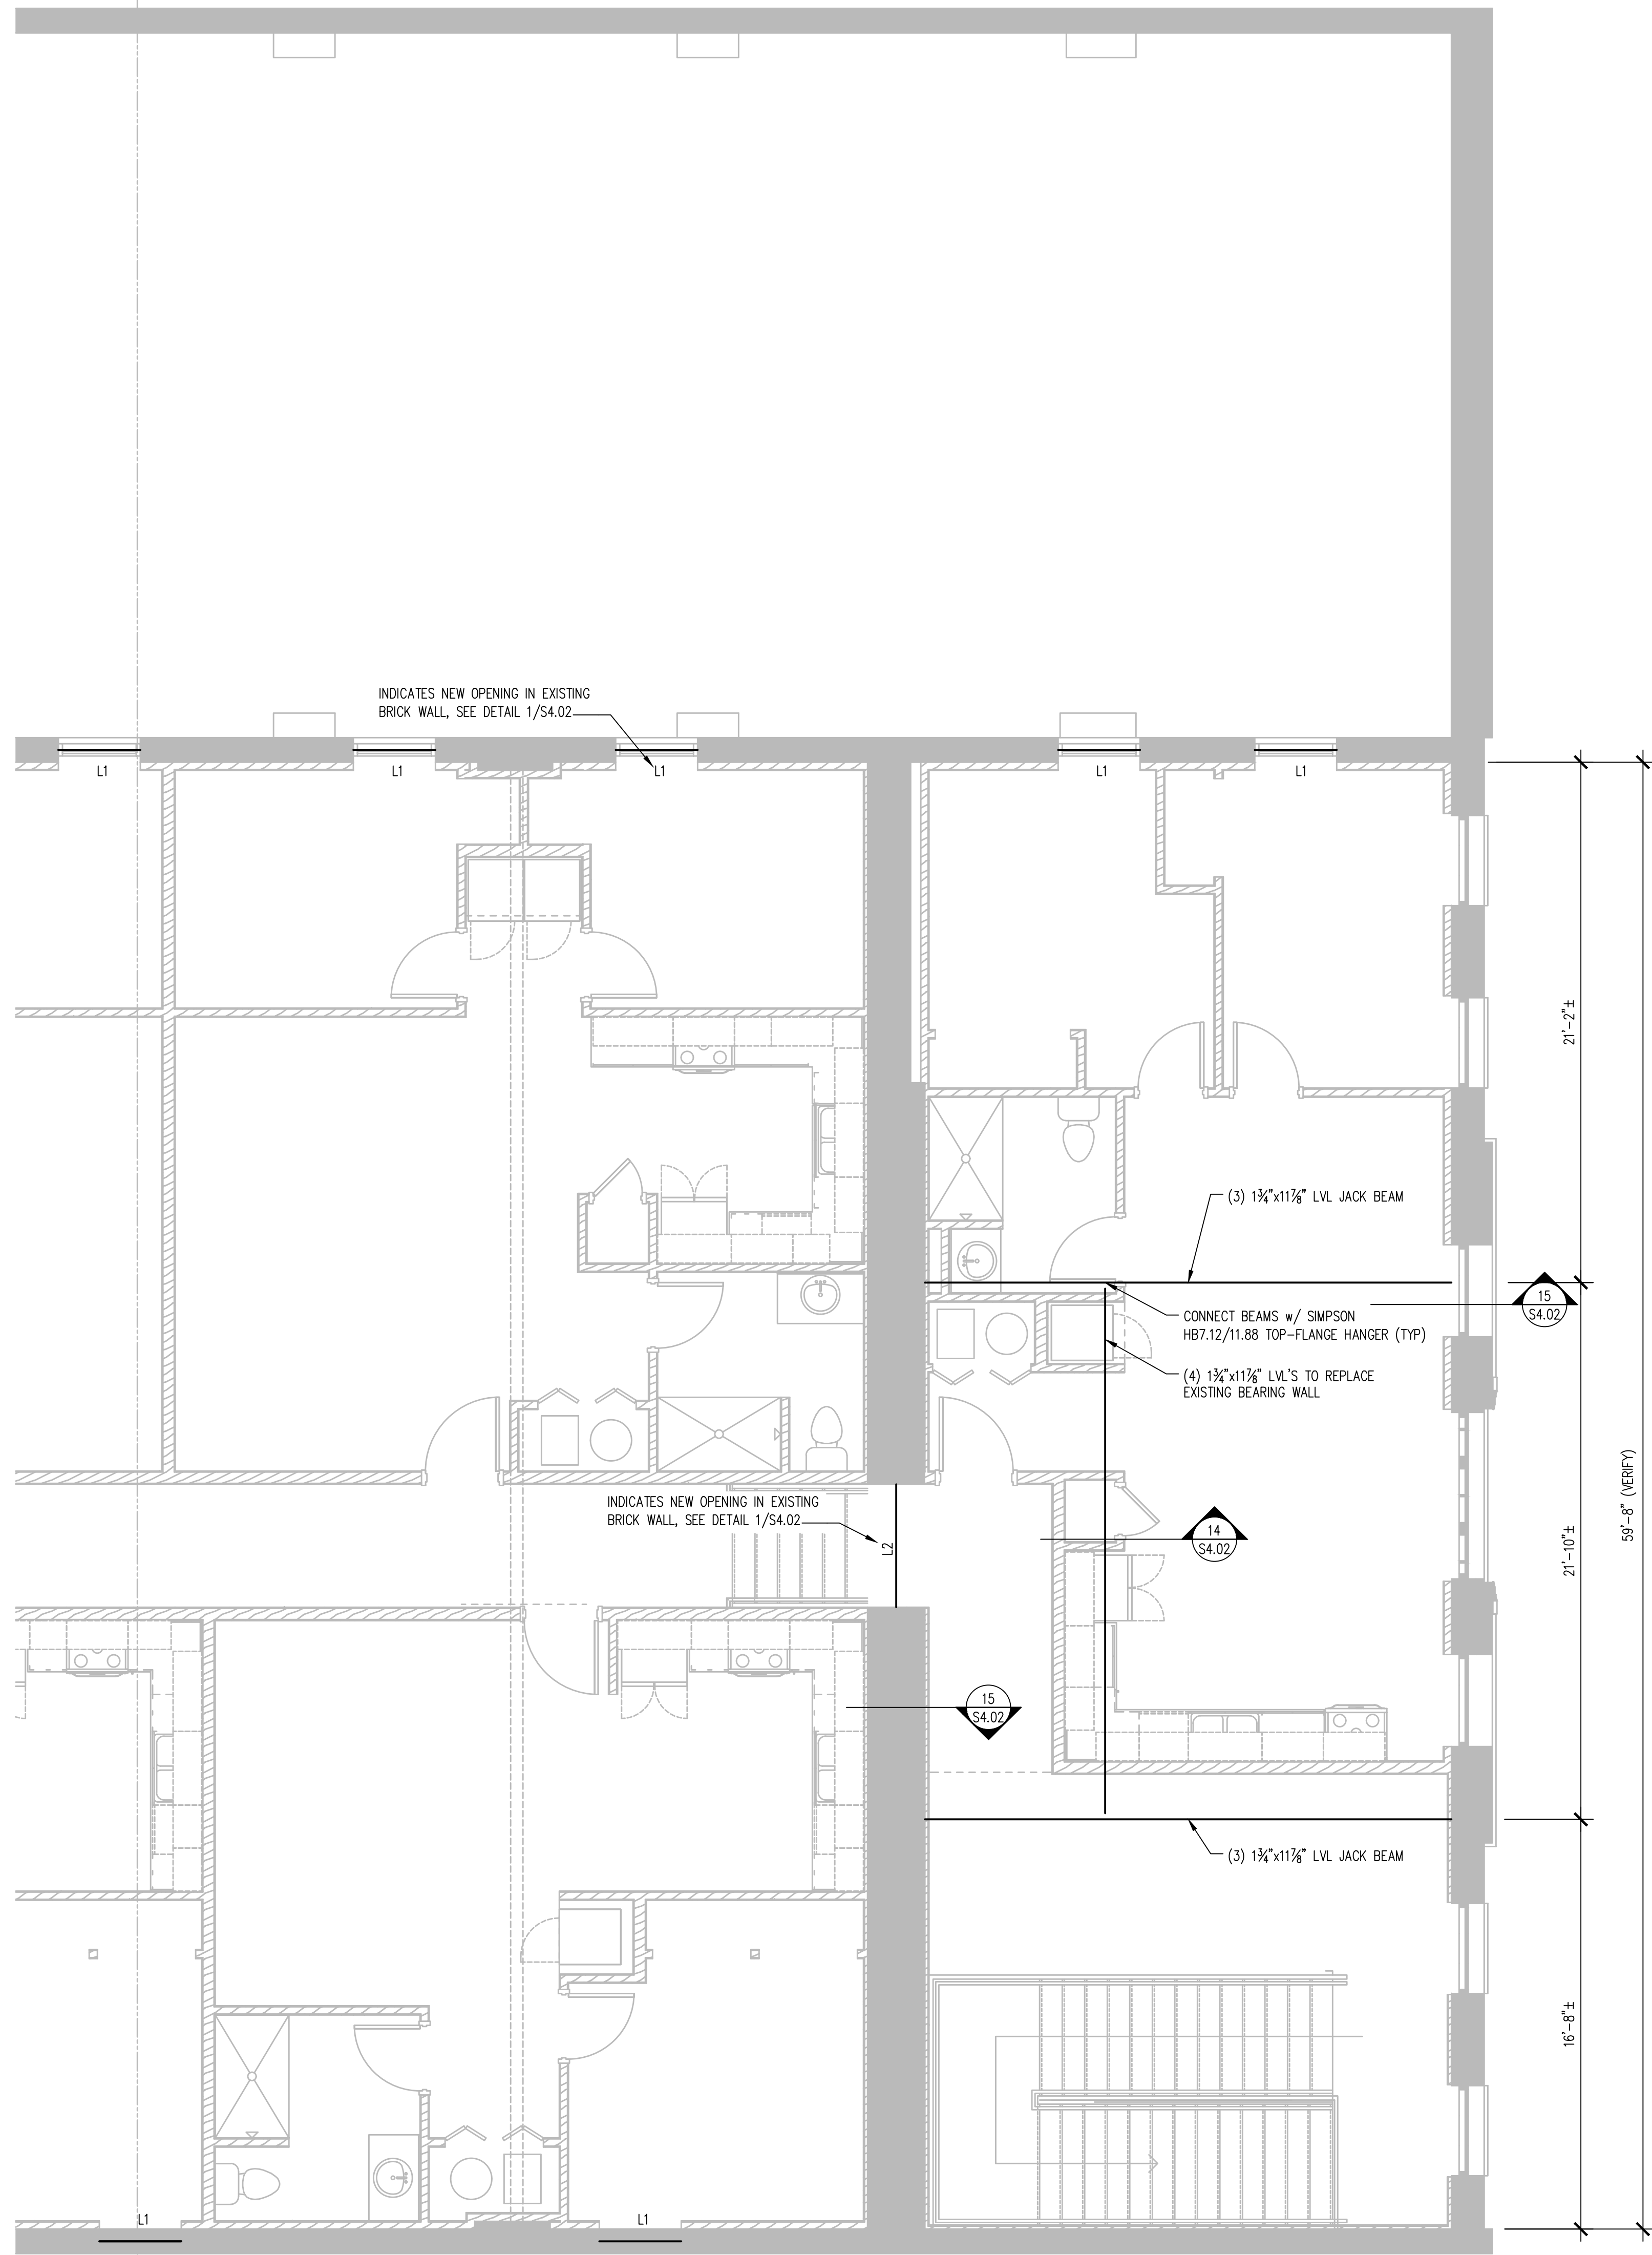 INDICATES NEW OPENING IN EXISTING
BRICK WALL, SEE DETAIL 1/S4.02
L1
L1
L1
L1
L1
21'-2"±
(3) 1¾"x11⅞" LVL JACK BEAM
15
S4.02
CONNECT BEAMS w/ SIMPSON
HB7.12/11.88 TOP-FLANGE HANGER (TYP)
(4) 1¾"x11⅞" LVL'S TO REPLACE
EXISTING BEARING WALL
59'-8" (VERIFY)
INDICATES NEW OPENING IN EXISTING
BRICK WALL, SEE DETAIL 1/S4.02
L2
14
S4.02
21'-10"±
15
S4.02
(3) 1¾"x11⅞" LVL JACK BEAM
16'-8"±
L1
L1